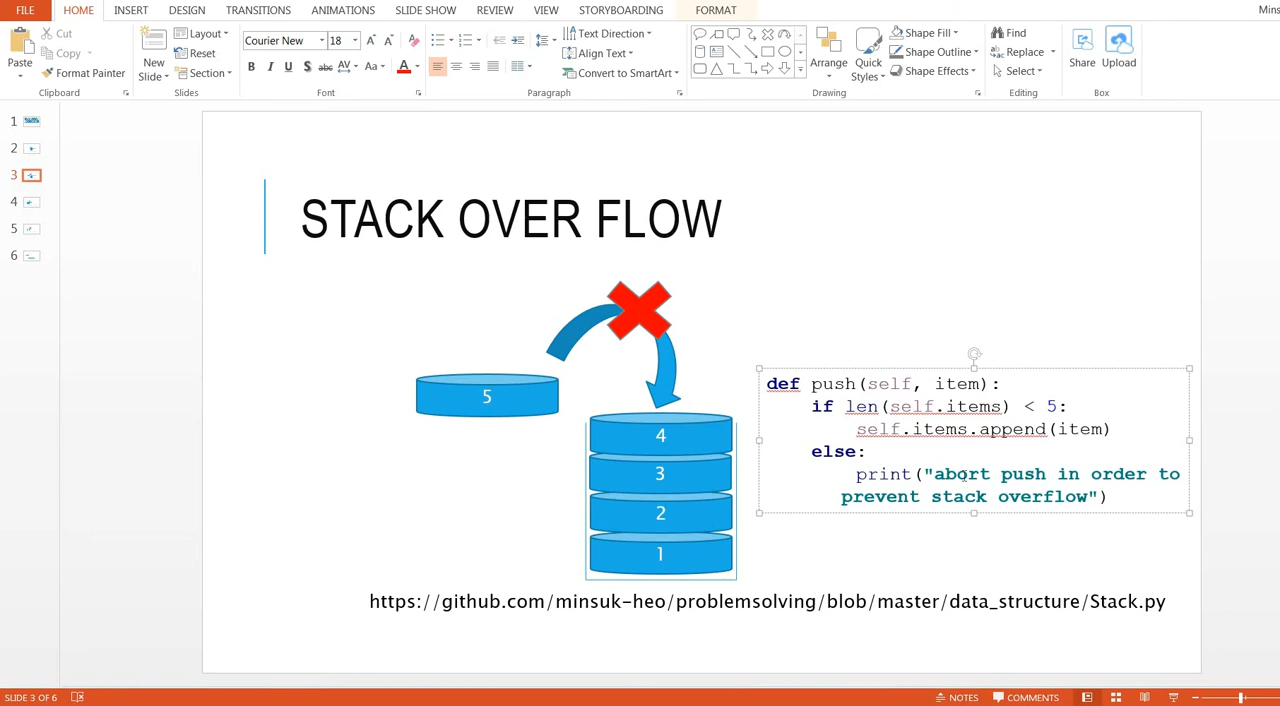 FILE HOME INSERT DESIGN TRANSITIONS ANIMATIONS SLIDE SHOW REVIEW VIEW STORYBOARDING FORMAT Mins
Paste
Cut
Copy
Format Painter
Clipboard
New
Slide
Layout
Reset
Section
Slides
Courier New 18 A A
B I U S abc AV Aa A
Font
Text Direction
Align Text
Convert to SmartArt
Paragraph
Arrange
Quick
Styles
Shape Fill
Shape Outline
Shape Effects
Drawing
Find
Replace
Select
Editing
Share Upload
Box
1
2
3
4
5
6
STACK OVER FLOW
5
4
3
2
1
def push(self, item):
if len(self.items) < 5:
self.items.append(item)
else:
print("abort push in order to
prevent stack overflow")
https://github.com/minsuk-heo/problemsolving/blob/master/data_structure/Stack.py
SLIDE 3 OF 6 NOTES COMMENTS